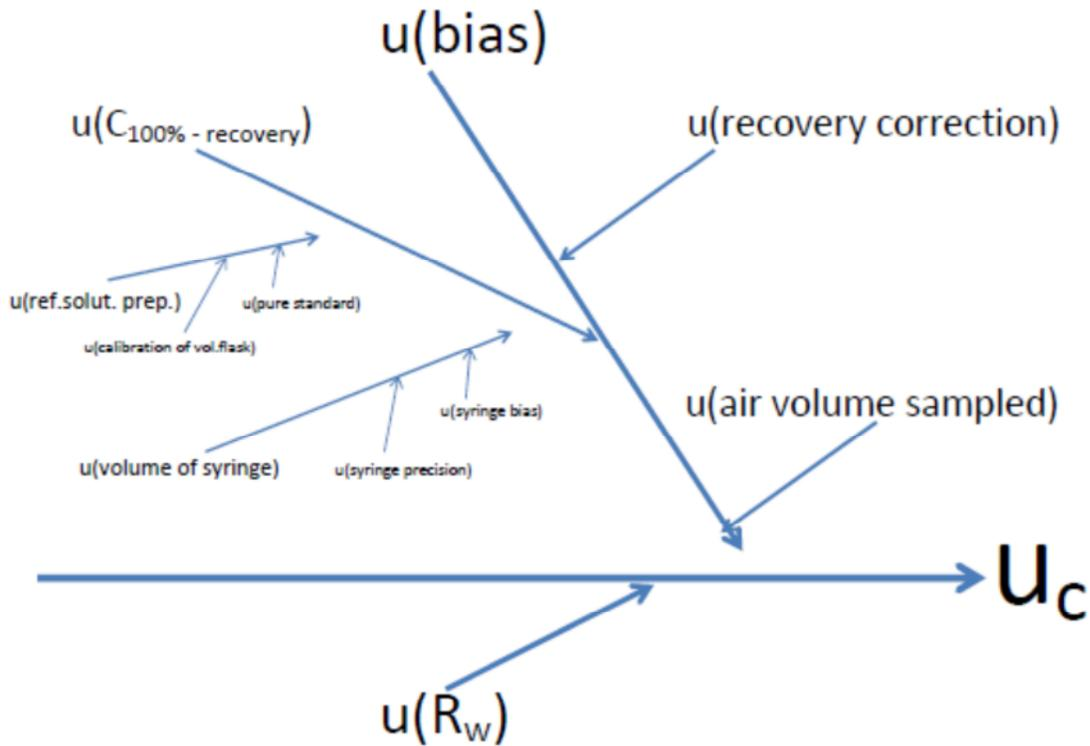 u(bias)
u(C100% - recovery)
u(recovery correction)
u(ref.solut. prep.)
u(pure standard)
u(calibration of vol.flask)
u(air volume sampled)
u(syringe bias)
u(volume of syringe)
u(syringe precision)
uc
u(Rw)